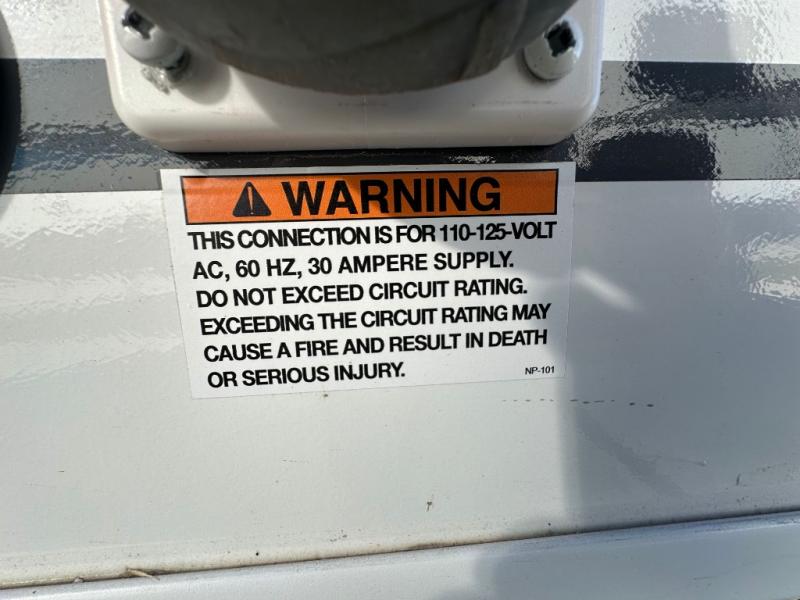 WARNING
THIS CONNECTION IS FOR 110-125-VOLT
AC, 60 HZ, 30 AMPERE SUPPLY.
DO NOT EXCEED CIRCUIT RATING.
EXCEEDING THE CIRCUIT RATING MAY
CAUSE A FIRE AND RESULT IN DEATH
OR SERIOUS INJURY.
NP-101